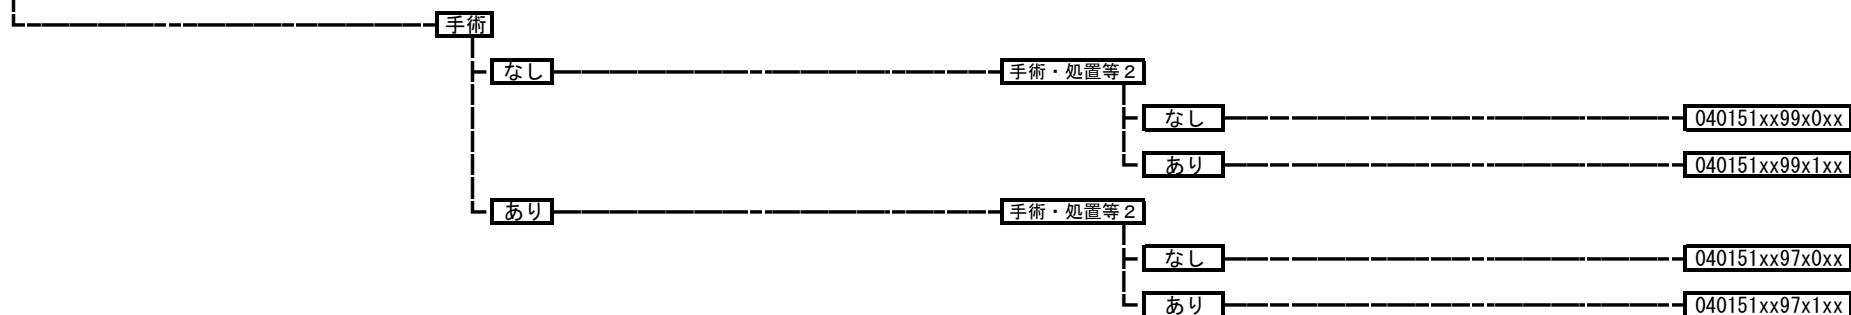 手術
なし 手術・処置等2
なし 040151xx99x0xx
あり 040151xx99x1xx
あり 手術・処置等2
なし 040151xx97x0xx
あり 040151xx97x1xx